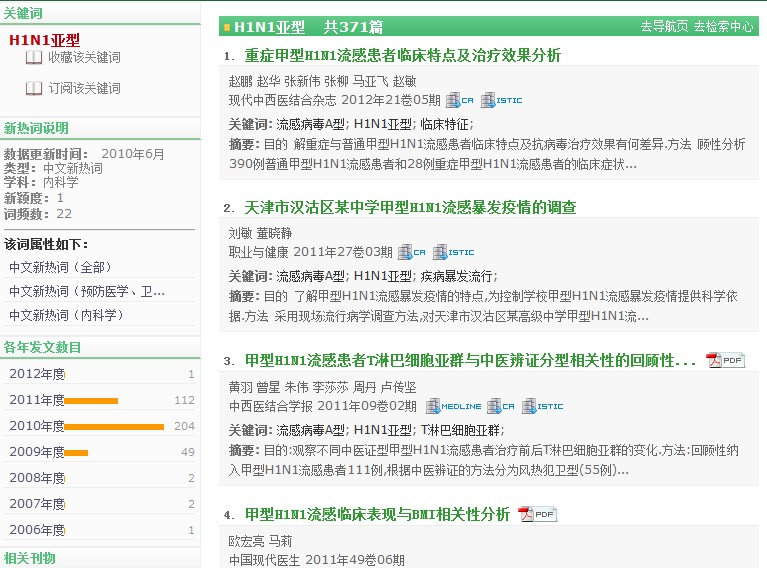 关键词
H1N1亚型
收藏该关键词
订阅该关键词
新热词说明
数据更新时间: 2010年6月
类型: 中文新热词
学科: 内科学
新颖度: 1
词频数: 22
该词属性如下:
中文新热词（全部）
中文新热词（预防医学、卫...
中文新热词（内科学）
各年发文数目
2012年度 1
2011年度 112
2010年度 204
2009年度 49
2008年度 2
2007年度 2
2006年度 1
相关刊物
H1N1亚型 共371篇
去导航页 去检索中心
1. 重症甲型H1N1流感患者临床特点及治疗效果分析
赵鹏 赵华 张新伟 张柳 马亚飞 赵敏
现代中西医结合杂志 2012年21卷05期 CA ISTIC
关键词: 流感病毒A型; H1N1亚型; 临床特征;
摘要: 目的 解重症与普通甲型H1N1流感患者临床特点及抗病毒治疗效果有何差异.方法 顾性分析
390例普通甲型H1N1流感患者和28例重症甲型H1N1流感患者的临床症状...
2. 天津市汉沽区某中学甲型H1N1流感暴发疫情的调查
刘敏 董晓静
职业与健康 2011年27卷03期 CA ISTIC
关键词: 流感病毒A型; H1N1亚型; 疾病暴发流行;
摘要: 目的 了解甲型H1N1流感暴发疫情的特点,为控制学校甲型H1N1流感暴发疫情提供科学依
据.方法 采用现场流行病学调查方法,对天津市汉沽区某高级中学甲型H1N1流...
3. 甲型H1N1流感患者T淋巴细胞亚群与中医辨证分型相关性的回顾性... PDF
黄羽 曾星 朱伟 李莎莎 周丹 卢传坚
中西医结合学报 2011年09卷02期 MEDLINE CA ISTIC
关键词: 流感病毒A型; H1N1亚型; T淋巴细胞亚群;
摘要: 目的:观察不同中医证型甲型H1N1流感患者治疗前后T淋巴细胞亚群的变化.方法:回顾性纳
入甲型H1N1流感患者111例,根据中医辨证的方法分为风热犯卫型(55例)...
4. 甲型H1N1流感临床表现与BMI相关性分析 PDF
欧宏亮 马莉
中国现代医生 2011年49卷06期